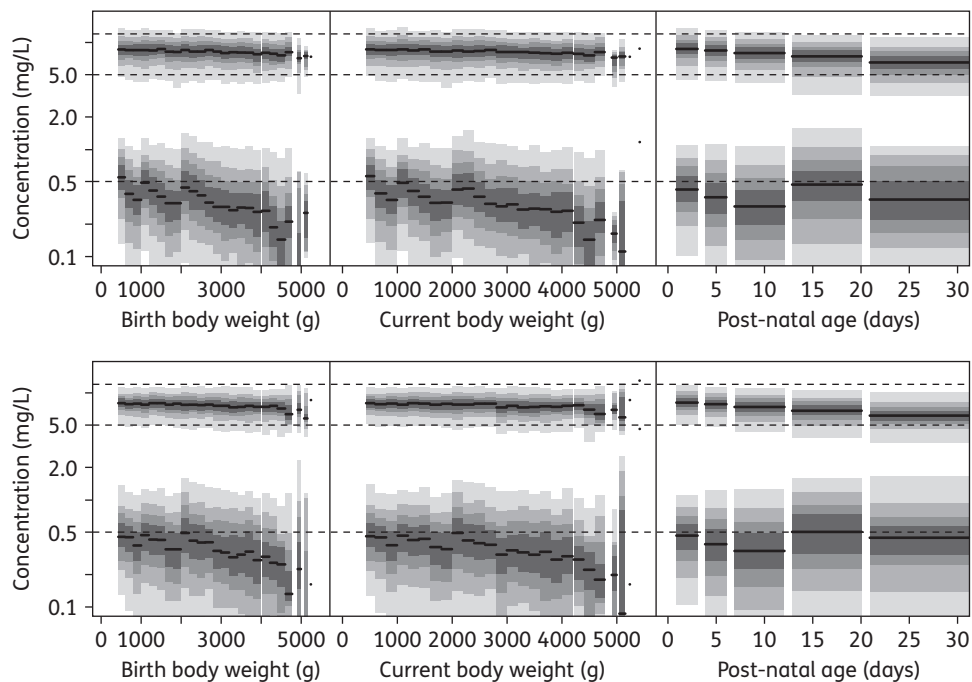 Concentration (mg/L)
5.0
2.0
0.5
0.1
0 1000 3000 5000
0 1000 2000 3000 4000 5000
0 5 10 15 20 25 30
Birth body weight (g)
Current body weight (g)
Post-natal age (days)
Concentration (mg/L)
5.0
2.0
0.5
0.1
0 1000 3000 5000
0 1000 2000 3000 4000 5000
0 5 10 15 20 25 30
Birth body weight (g)
Current body weight (g)
Post-natal age (days)